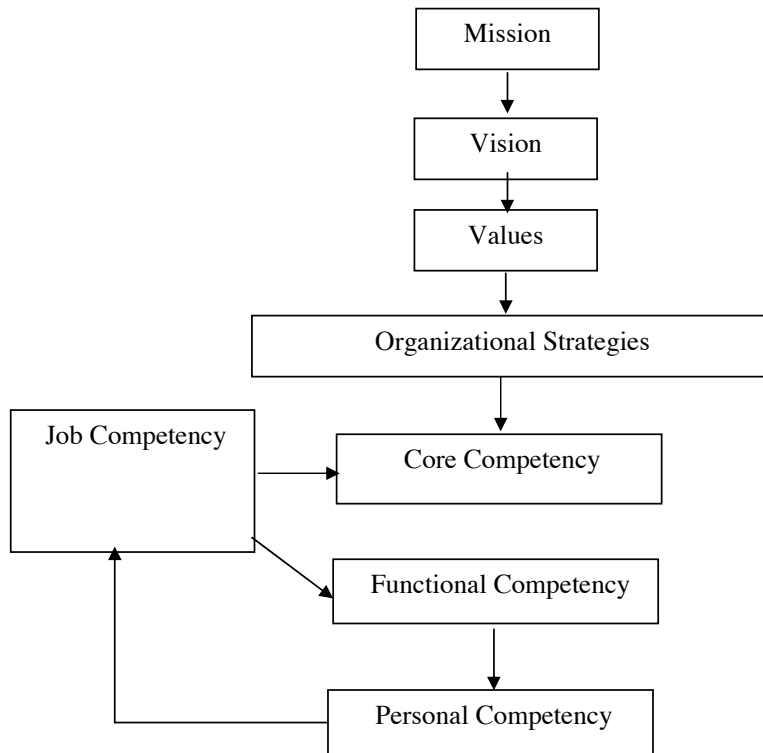 Mission
Vision
Values
Organizational Strategies
Job Competency
Core Competency
Functional Competency
Personal Competency